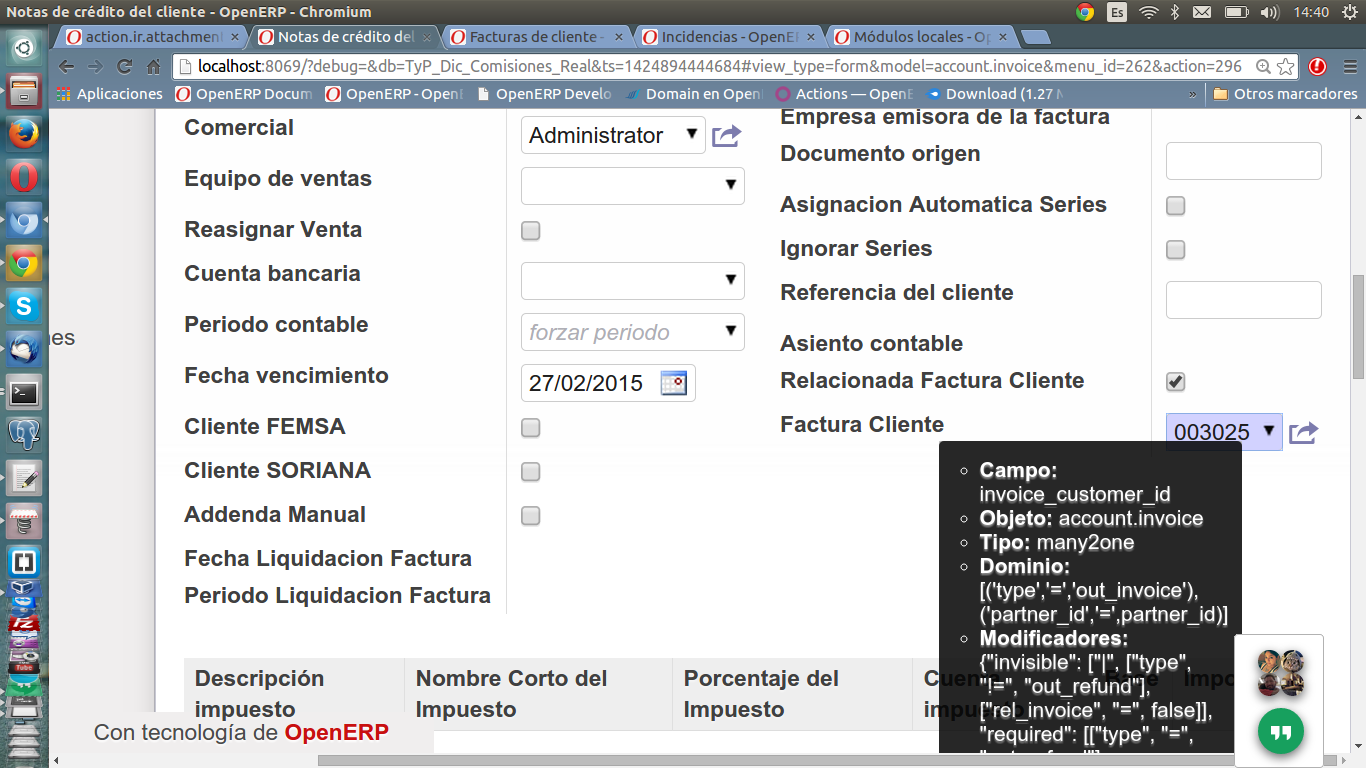 Notas de crédito del cliente - OpenERP - Chromium
Es
14:40
action.ir.attachment
Notas de crédito del
Facturas de cliente -
Incidencias - OpenE
Módulos locales - Op
localhost:8069/?debug=&db=TyP_Dic_Comisiones_Real&ts=1424894444684#view_type=form&model=account.invoice&menu_id=262&action=296
Aplicaciones
OpenERP Docum
OpenERP - OpenE
OpenERP Develo
Domain en Open
Actions — OpenE
Download (1.27 M
»
Otros marcadores
Comercial
Administrator
Empresa emisora de la factura
Documento origen
Equipo de ventas
Asignacion Automatica Series
Reasignar Venta
Ignorar Series
Cuenta bancaria
Referencia del cliente
Periodo contable
forzar periodo
nes
Asiento contable
Fecha vencimiento
27/02/2015
Relacionada Factura Cliente
Cliente FEMSA
Factura Cliente
003025
Cliente SORIANA
Addenda Manual
Fecha Liquidacion Factura
Periodo Liquidacion Factura
Campo:
invoice_customer_id
Objeto: account.invoice
Tipo: many2one
Dominio:
[('type','=','out_invoice'),
('partner_id','=',partner_id)]
Modificadores:
{"invisible": ["|", ["type",
"!=", "out_refund"],
["rel_invoice", "=", false]],
"required": [["type", "=",
Descripción
impuesto
Nombre Corto del
Impuesto
Porcentaje del
Impuesto
Cuenta
impuesto
Base
Impo
Con tecnología de OpenERP